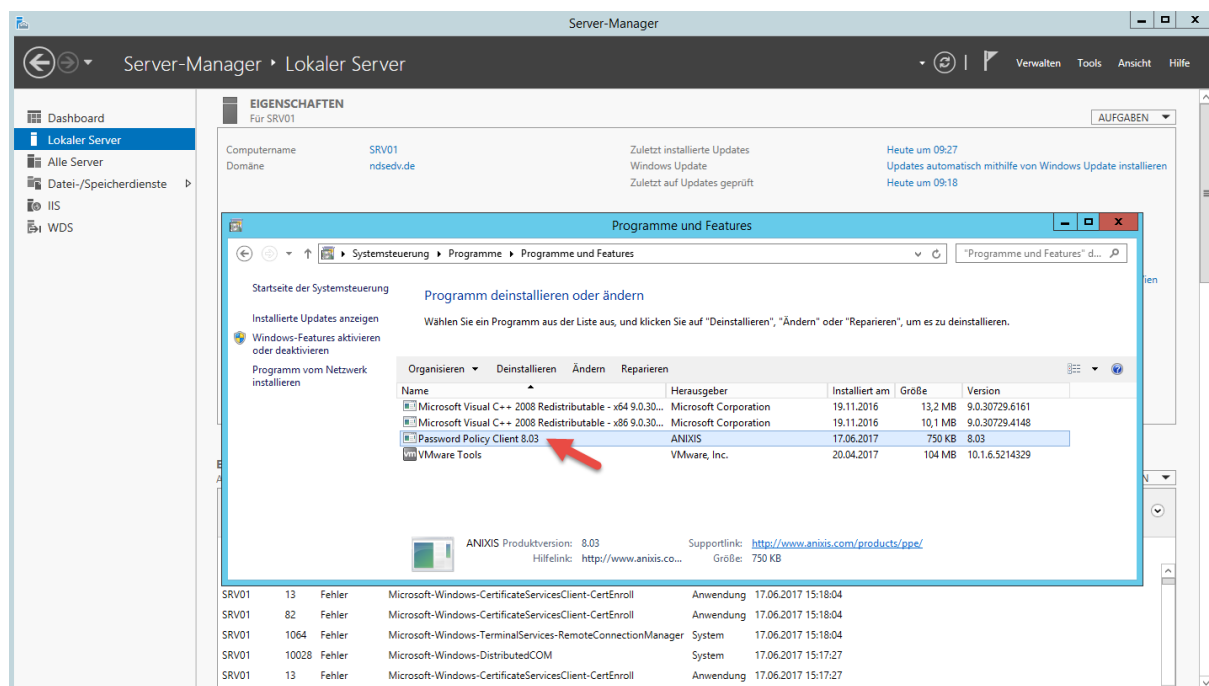 Server-Manager
Server-Manager • Lokaler Server
Verwalten Tools Ansicht Hilfe
Dashboard
Lokaler Server
Alle Server
Datei-/Speicherdienste
IIS
WDS
EIGENSCHAFTEN
Für SRV01
AUFGABEN
Computername SRV01 Zuletzt installierte Updates Heute um 09:27
Domäne ndsedv.de Windows Update Updates automatisch mithilfe von Windows Update installieren
Zuletzt auf Updates geprüft Heute um 09:18
Programme und Features
Systemsteuerung Programme Programme und Features
"Programme und Features" d...
Startseite der Systemsteuerung
Installierte Updates anzeigen
Windows-Features aktivieren
oder deaktivieren
Programm vom Netzwerk
installieren
Programm deinstallieren oder ändern
Wählen Sie ein Programm aus der Liste aus, und klicken Sie auf "Deinstallieren", "Ändern" oder "Reparieren", um es zu deinstallieren.
Organisieren Deinstallieren Ändern Reparieren
Name Herausgeber Installiert am Größe Version
Microsoft Visual C++ 2008 Redistributable - x64 9.0.30... Microsoft Corporation 19.11.2016 13,2 MB 9.0.30729.6161
Microsoft Visual C++ 2008 Redistributable - x86 9.0.30... Microsoft Corporation 19.11.2016 10,1 MB 9.0.30729.4148
Password Policy Client 8.03 ANIXIS 17.06.2017 750 KB 8.03
vm VMware Tools VMware, Inc. 20.04.2017 104 MB 10.1.6.5214329
ANIXIS Produktversion: 8.03 Supportlink: http://www.anixis.com/products/ppe/
Hilfelink: http://www.anixis.co... Größe: 750 KB
SRV01 13 Fehler Microsoft-Windows-CertificateServicesClient-CertEnroll Anwendung 17.06.2017 15:18:04
SRV01 82 Fehler Microsoft-Windows-CertificateServicesClient-CertEnroll Anwendung 17.06.2017 15:18:04
SRV01 1064 Fehler Microsoft-Windows-TerminalServices-RemoteConnectionManager System 17.06.2017 15:18:04
SRV01 10028 Fehler Microsoft-Windows-DistributedCOM System 17.06.2017 15:17:27
SRV01 13 Fehler Microsoft-Windows-CertificateServicesClient-CertEnroll Anwendung 17.06.2017 15:17:27